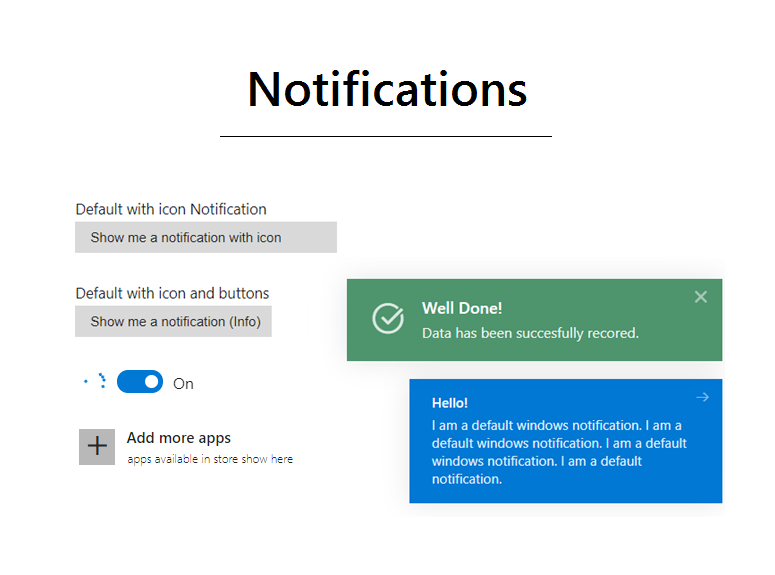 Notifications
Default with icon Notification
Show me a notification with icon
Default with icon and buttons
Show me a notification (Info)
On
Add more apps
apps available in store show here
Well Done!
Data has been succesfully recored.
Hello!
I am a default windows notification. I am a
default windows notification. I am a default
windows notification. I am a default
notification.